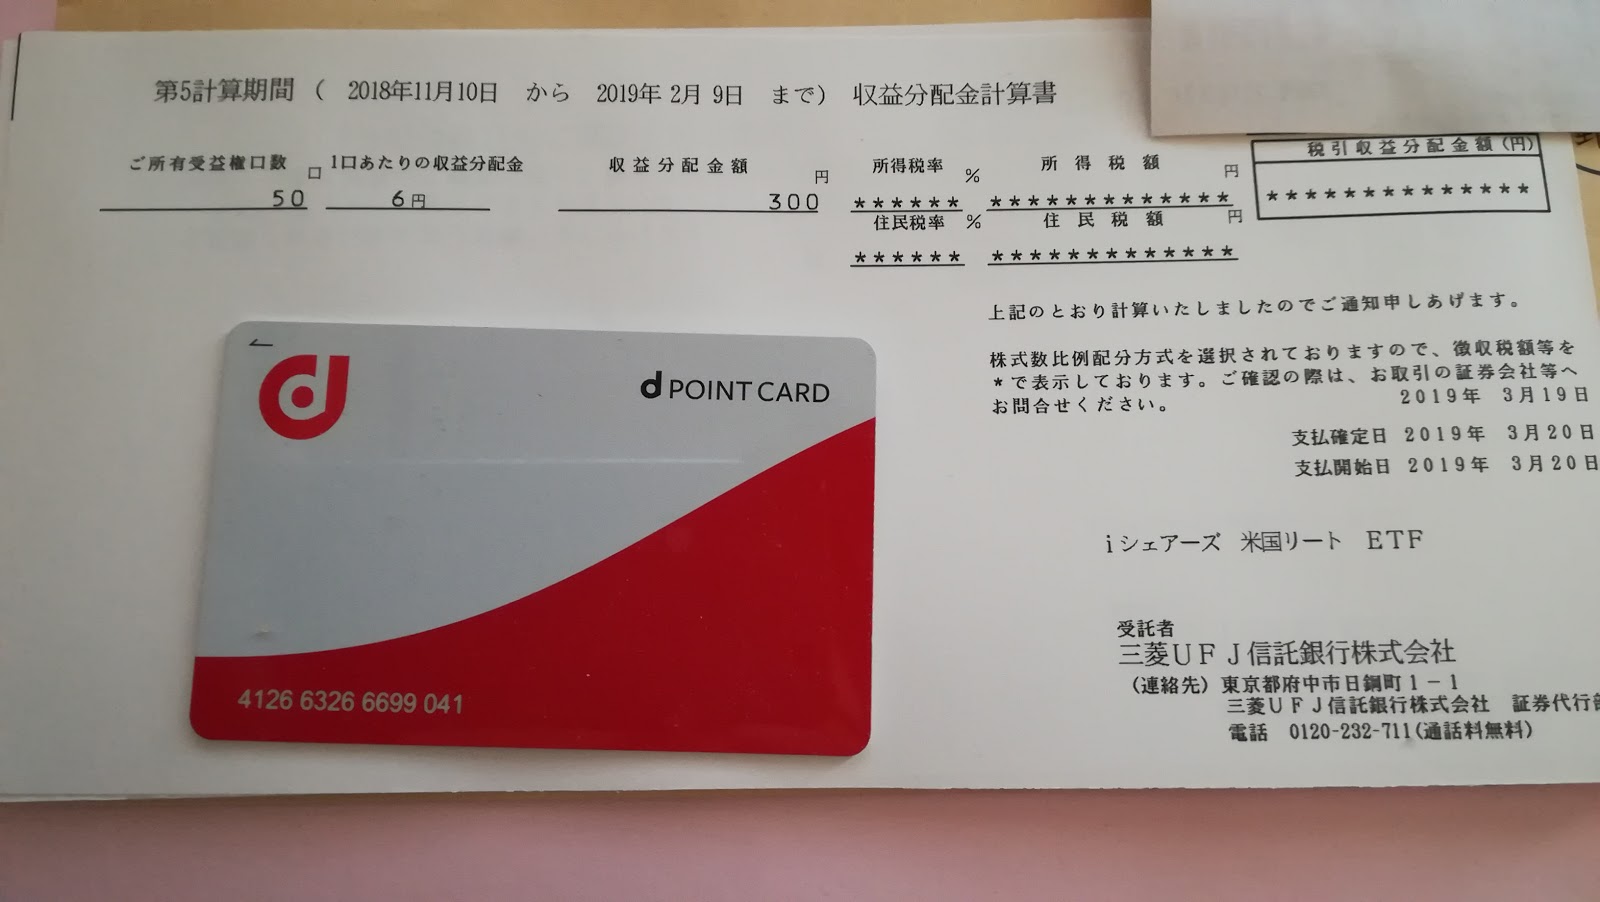 第5計算期間 ( 2018年11月10日 から 2019年 2月 9日 まで) 収益分配金計算書
ご所有受益権口数 口 1口あたりの収益分配金 収益分配金額 円 所得税率 % 所得税額 円 税引収益分配金額(円)
50 6円 300 ****** ************* **************
住民税率 % 住民税額 円
****** *************
上記のとおり計算いたしましたのでご通知申しあげます。
株式数比例配分方式を選択されておりますので、徴収税額等を
*で表示しております。ご確認の際は、お取引の証券会社等へ
お問合せください。
2019年 3月19日
支払確定日 2019年 3月20日
支払開始日 2019年 3月20日
iシェアーズ 米国リート ETF
受託者
三菱UFJ信託銀行株式会社
(連絡先) 東京都府中市日鋼町1-1
三菱UFJ信託銀行株式会社 証券代行部
電話 0120-232-711(通話料無料)
d
d POINT CARD
4126 6326 6699 041